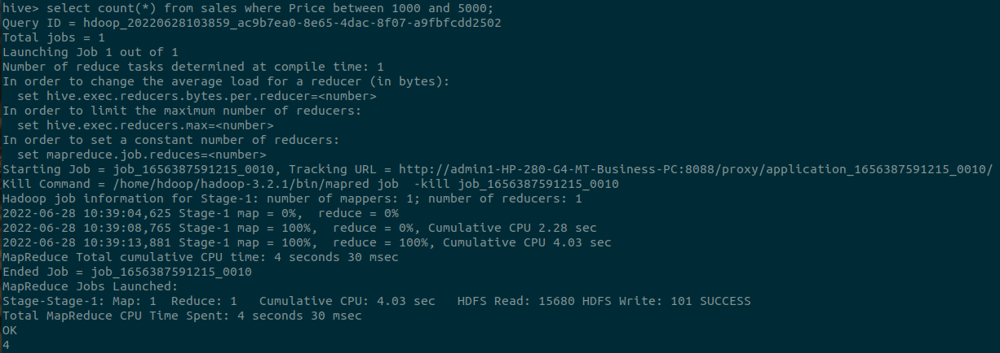 hive> select count(*) from sales where Price between 1000 and 5000;
Query ID = hdoop_20220628103859_ac9b7ea0-8e65-4dac-8f07-a9fbfcdd2502
Total jobs = 1
Launching Job 1 out of 1
Number of reduce tasks determined at compile time: 1
In order to change the average load for a reducer (in bytes):
  set hive.exec.reducers.bytes.per.reducer=<number>
In order to limit the maximum number of reducers:
  set hive.exec.reducers.max=<number>
In order to set a constant number of reducers:
  set mapreduce.job.reduces=<number>
Starting Job = job_1656387591215_0010, Tracking URL = http://admin1-HP-280-G4-MT-Business-PC:8088/proxy/application_1656387591215_0010/
Kill Command = /home/hdoop/hadoop-3.2.1/bin/mapred job  -kill job_1656387591215_0010
Hadoop job information for Stage-1: number of mappers: 1; number of reducers: 1
2022-06-28 10:39:04,625 Stage-1 map = 0%,  reduce = 0%
2022-06-28 10:39:08,765 Stage-1 map = 100%,  reduce = 0%, Cumulative CPU 2.28 sec
2022-06-28 10:39:13,881 Stage-1 map = 100%,  reduce = 100%, Cumulative CPU 4.03 sec
MapReduce Total cumulative CPU time: 4 seconds 30 msec
Ended Job = job_1656387591215_0010
MapReduce Jobs Launched:
Stage-Stage-1: Map: 1  Reduce: 1   Cumulative CPU: 4.03 sec   HDFS Read: 15680 HDFS Write: 101 SUCCESS
Total MapReduce CPU Time Spent: 4 seconds 30 msec
OK
4